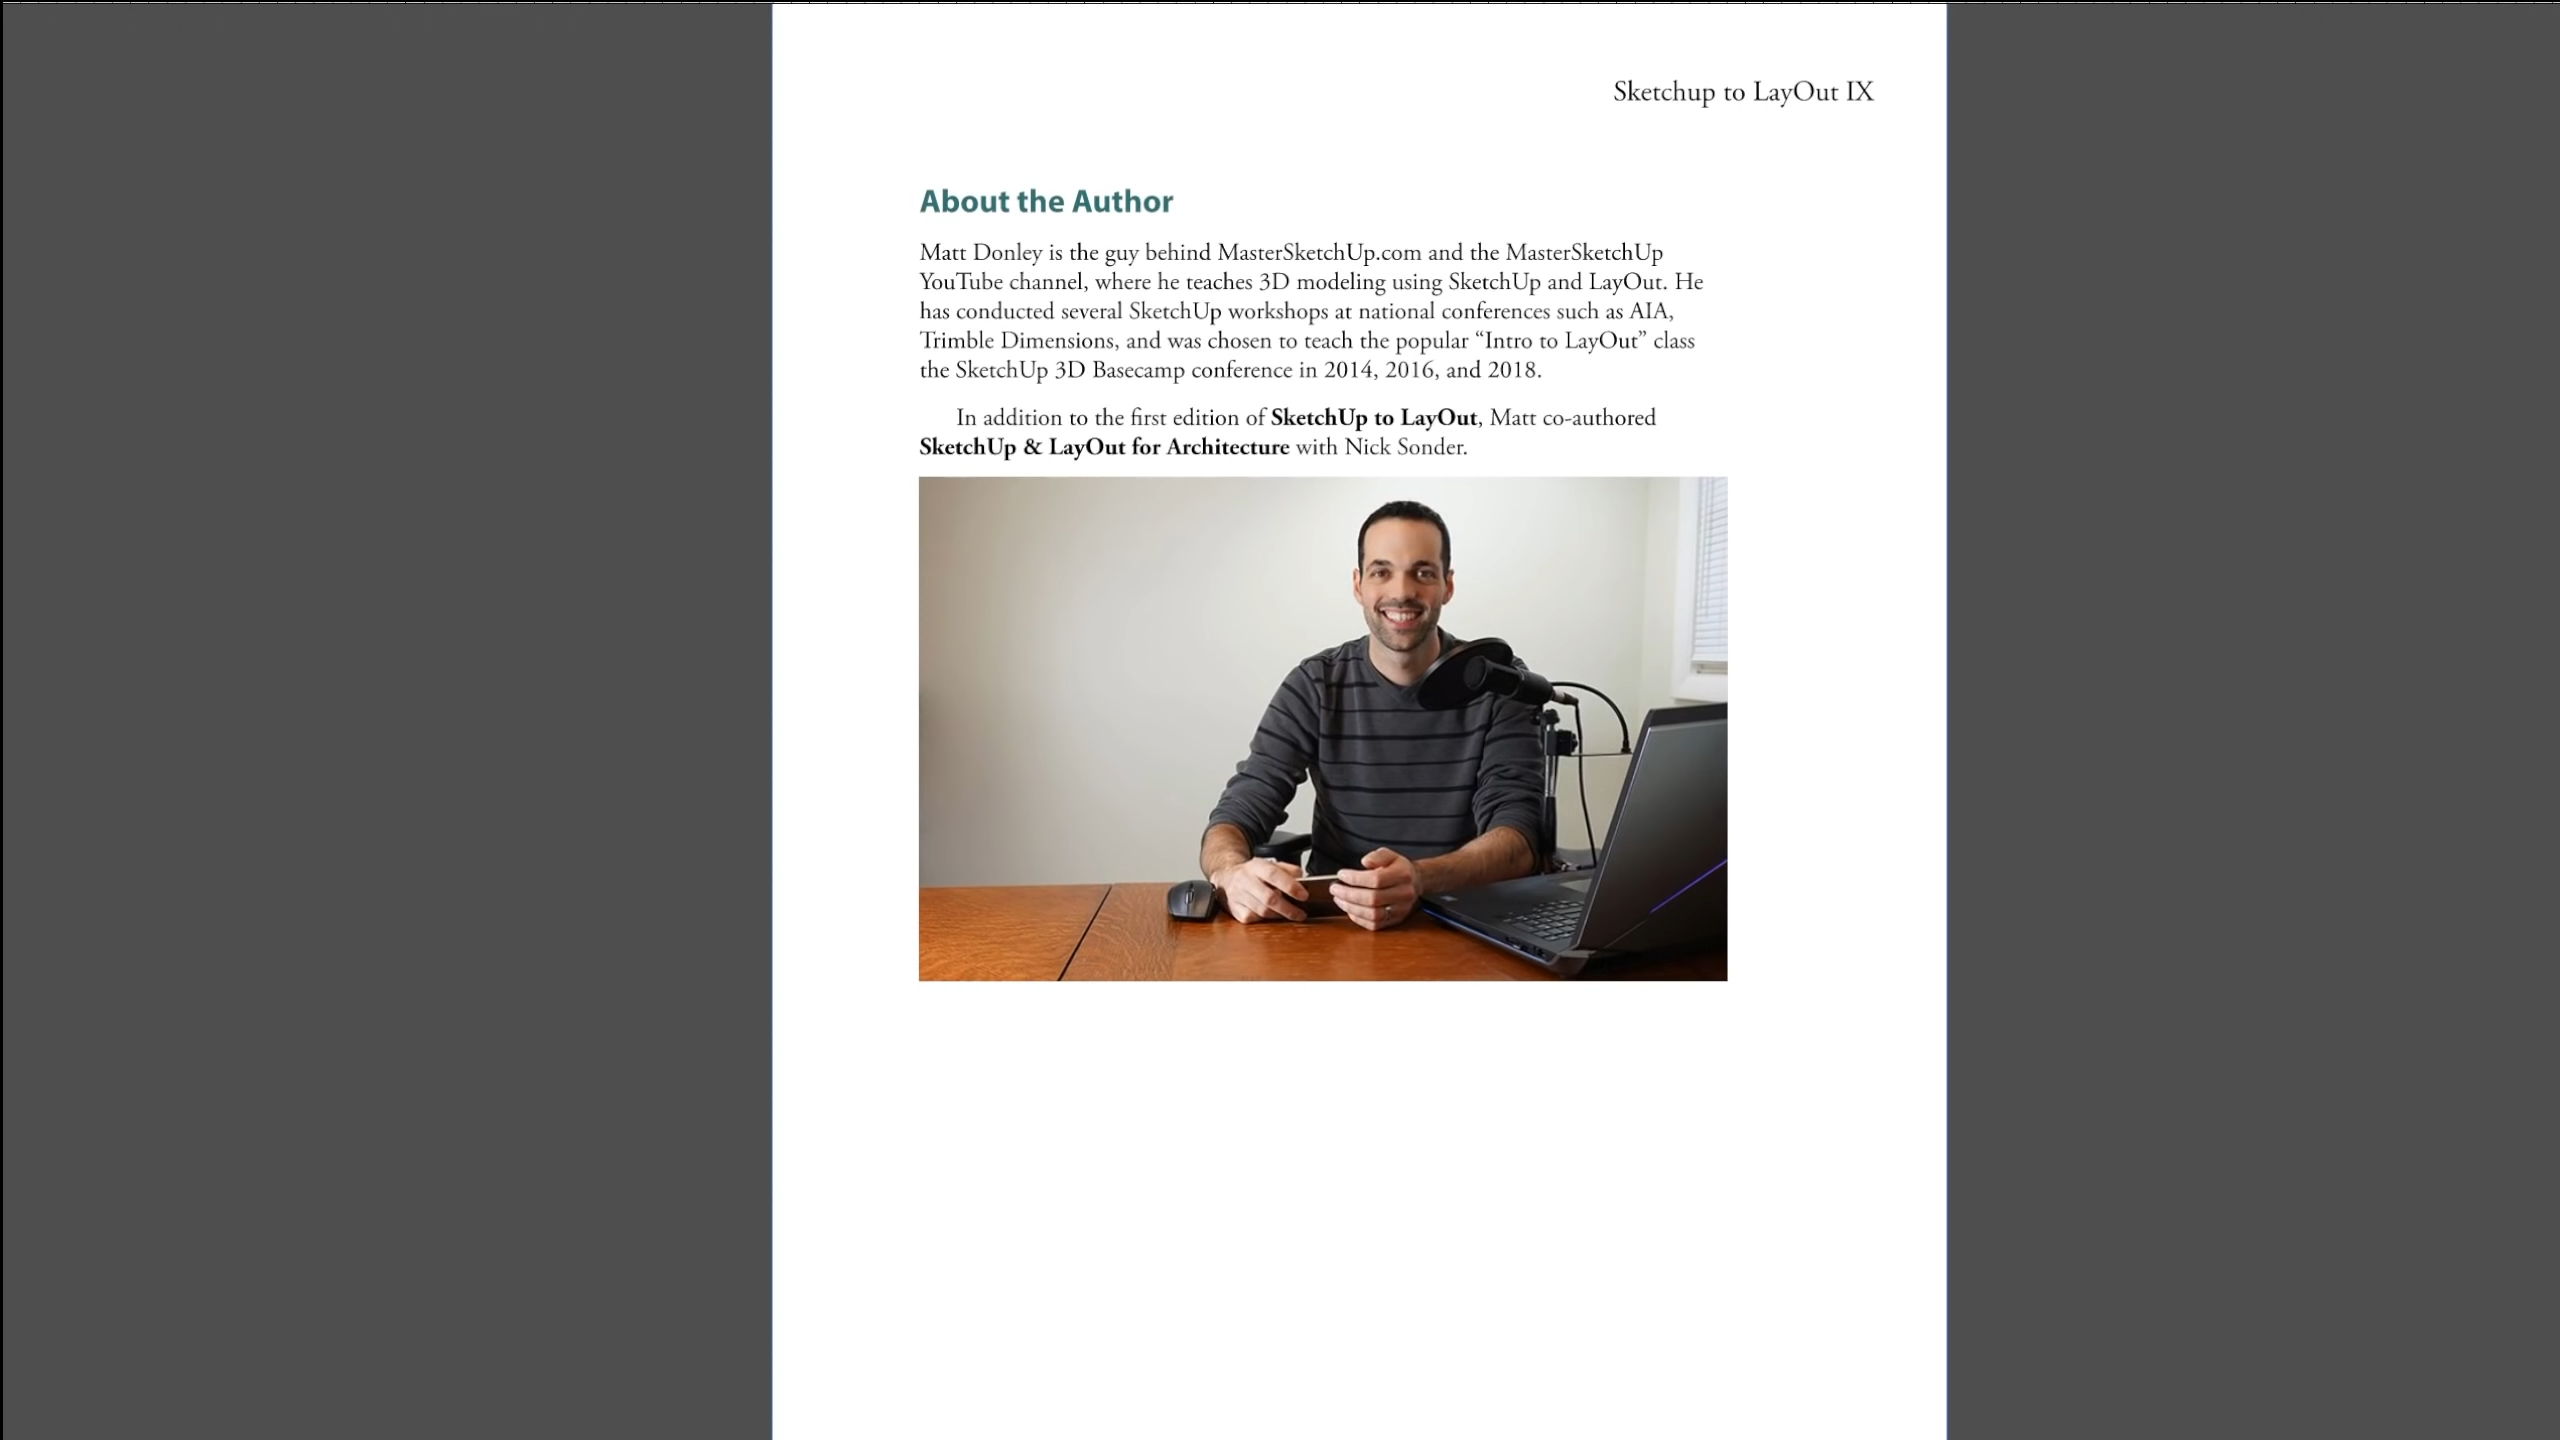 Sketchup to LayOut IX
About the Author
Matt Donley is the guy behind MasterSketchUp.com and the MasterSketchUp
YouTube channel, where he teaches 3D modeling using SketchUp and LayOut. He
has conducted several SketchUp workshops at national conferences such as AIA,
Trimble Dimensions, and was chosen to teach the popular “Intro to LayOut” class
the SketchUp 3D Basecamp conference in 2014, 2016, and 2018.
In addition to the first edition of SketchUp to LayOut, Matt co-authored
SketchUp & LayOut for Architecture with Nick Sonder.